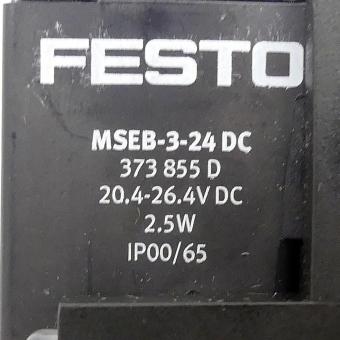 FESTO
MSEB-3-24 DC
373 855 D
20.4-26.4V DC
2.5W
IP00/65